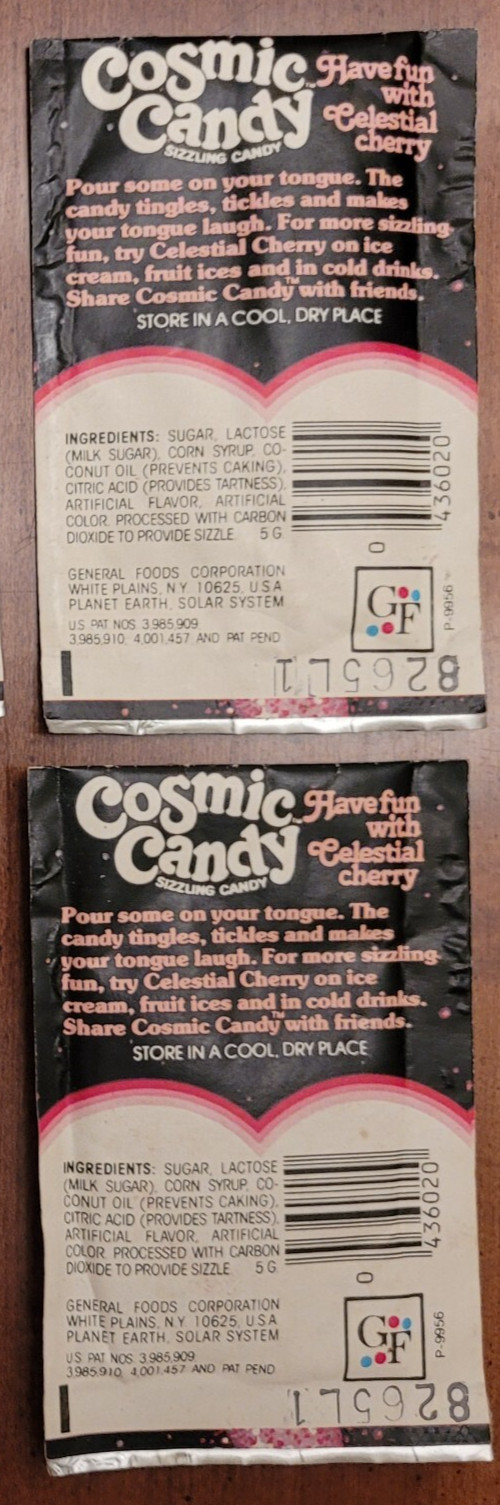 Cosmic
Candy™
SIZZLING CANDY
Have fun
with
Celestial
cherry
Pour some on your tongue. The
candy tingles, tickles and makes
your tongue laugh. For more sizzling
fun, try Celestial Cherry on ice
cream, fruit ices and in cold drinks.
Share Cosmic Candy™ with friends.
STORE IN A COOL, DRY PLACE
INGREDIENTS: SUGAR, LACTOSE
(MILK SUGAR), CORN SYRUP, CO-
CONUT OIL (PREVENTS CAKING),
CITRIC ACID (PROVIDES TARTNESS),
ARTIFICIAL FLAVOR, ARTIFICIAL
COLOR. PROCESSED WITH CARBON
DIOXIDE TO PROVIDE SIZZLE. 5 G
436020
0
GENERAL FOODS CORPORATION
WHITE PLAINS, N.Y. 10625, U.S.A.
PLANET EARTH, SOLAR SYSTEM
U.S. PAT. NOS. 3,985,909
3,985,910, 4,001,457 AND PAT. PEND.
GF
P-9956
8265L1
Cosmic
Candy™
SIZZLING CANDY
Have fun
with
Celestial
cherry
Pour some on your tongue. The
candy tingles, tickles and makes
your tongue laugh. For more sizzling
fun, try Celestial Cherry on ice
cream, fruit ices and in cold drinks.
Share Cosmic Candy™ with friends.
STORE IN A COOL, DRY PLACE
INGREDIENTS: SUGAR, LACTOSE
(MILK SUGAR), CORN SYRUP, CO-
CONUT OIL (PREVENTS CAKING),
CITRIC ACID (PROVIDES TARTNESS),
ARTIFICIAL FLAVOR, ARTIFICIAL
COLOR. PROCESSED WITH CARBON
DIOXIDE TO PROVIDE SIZZLE. 5 G
436020
0
GENERAL FOODS CORPORATION
WHITE PLAINS, N.Y. 10625, U.S.A.
PLANET EARTH, SOLAR SYSTEM
U.S. PAT. NOS. 3,985,909,
3,985,910, 4,001,457 AND PAT. PEND.
GF
P-9956
8265L1